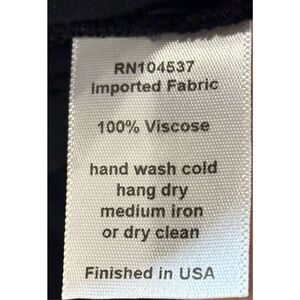 RN104537
Imported Fabric
100% Viscose
hand wash cold
hang dry
medium iron
or dry clean
Finished in USA